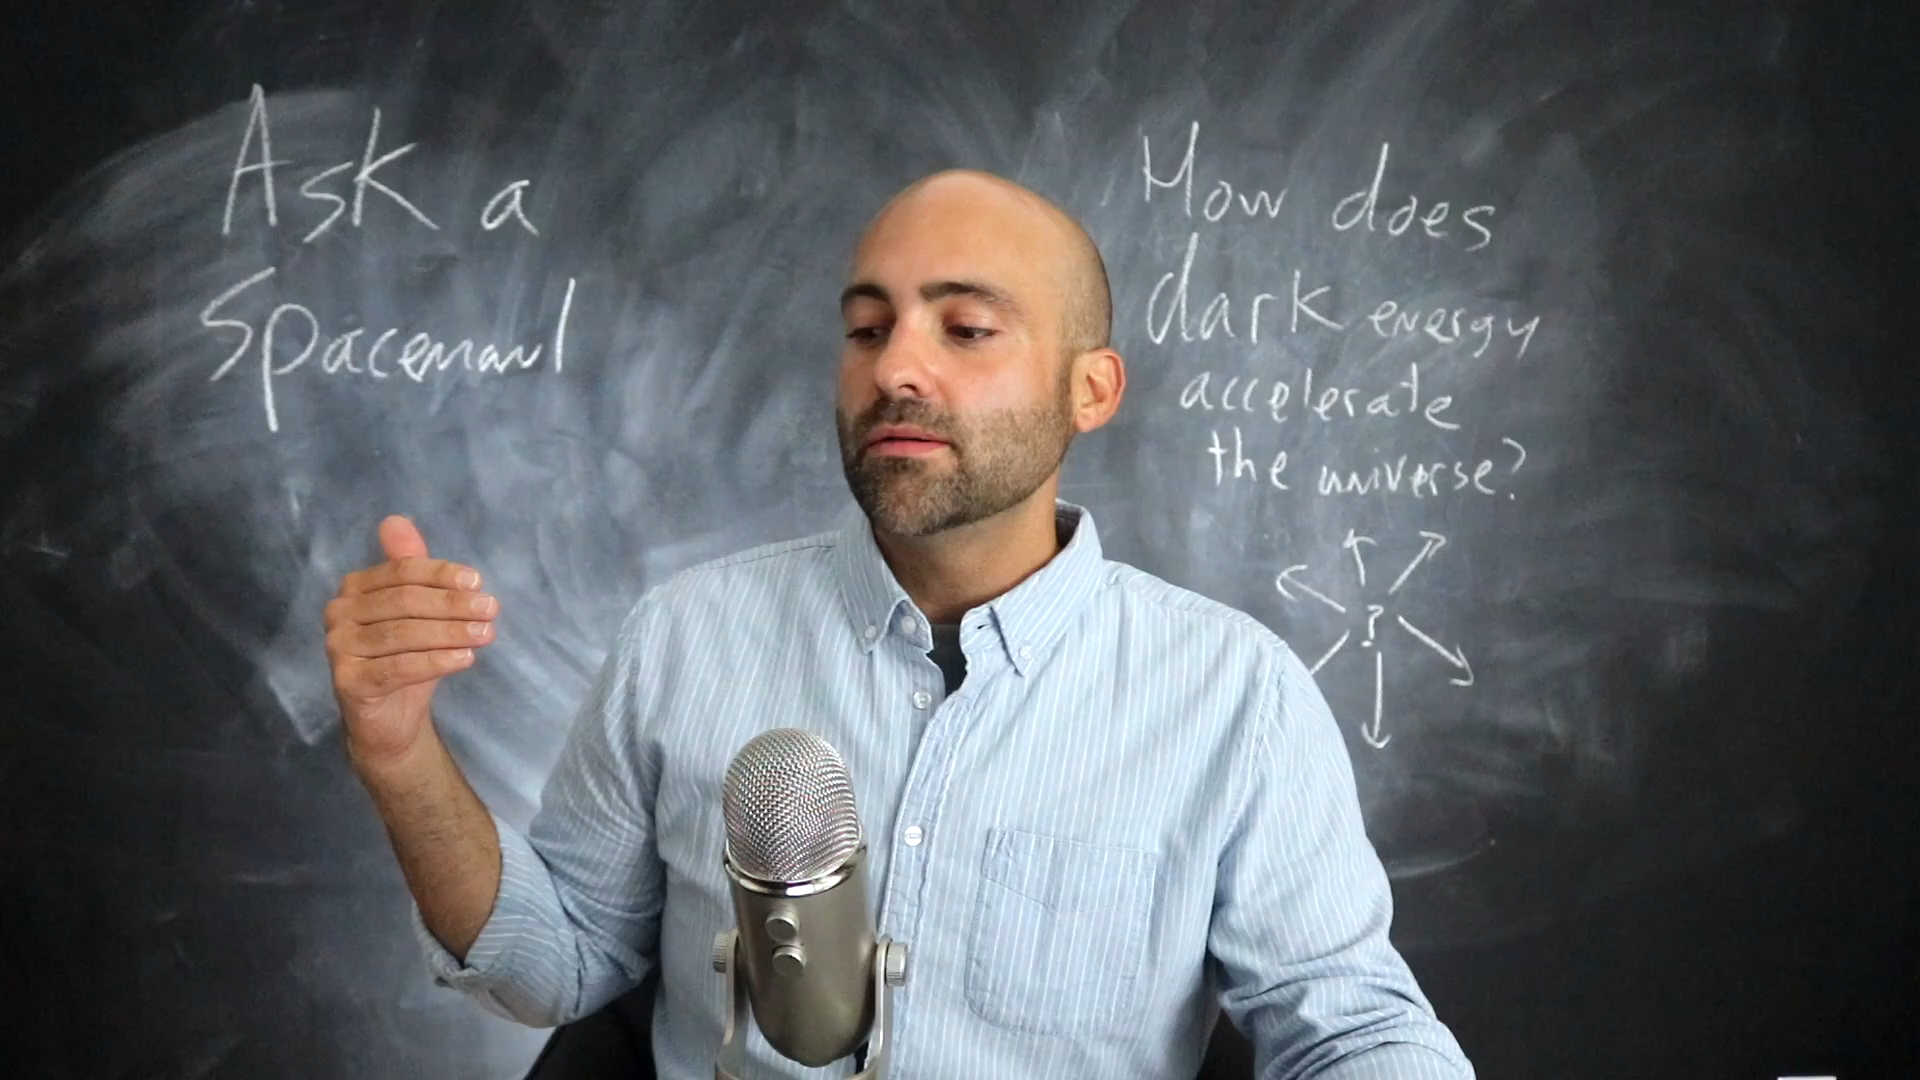 Ask a
Spaceman!
How does
dark energy
accelerate
the universe?
?